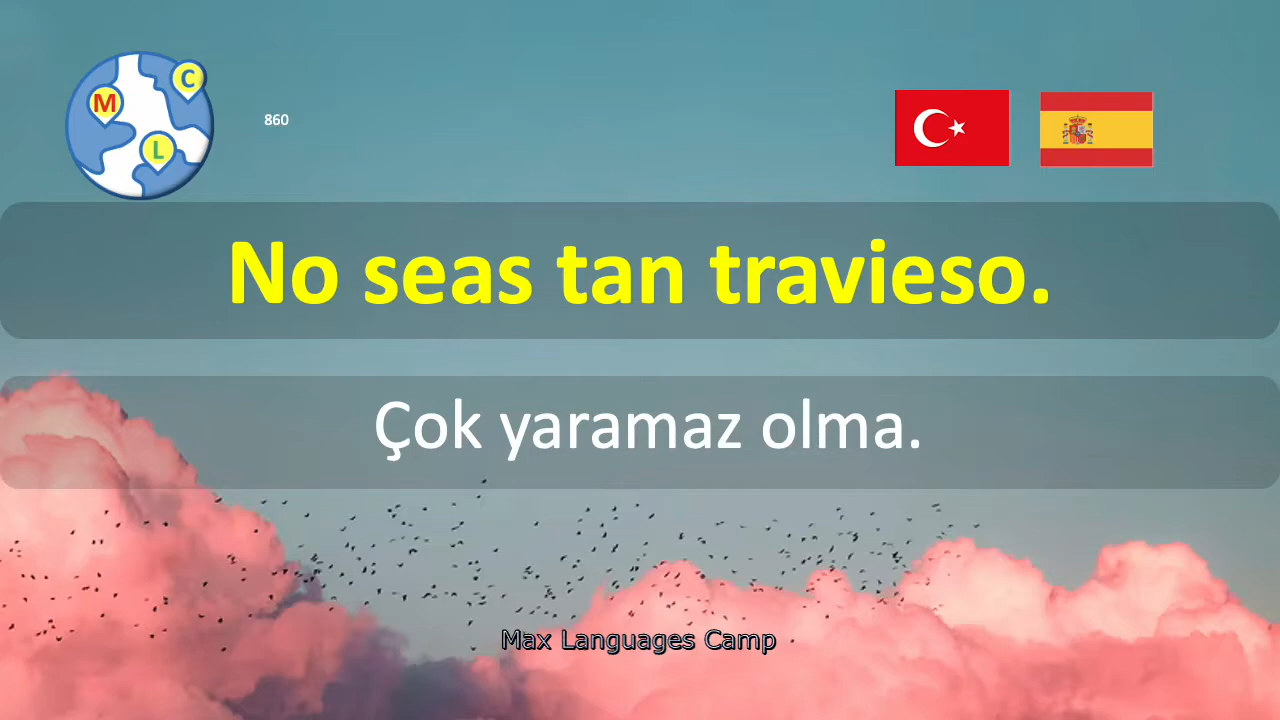 C
M
L
860
No seas tan travieso.
Çok yaramaz olma.
Max Languages Camp